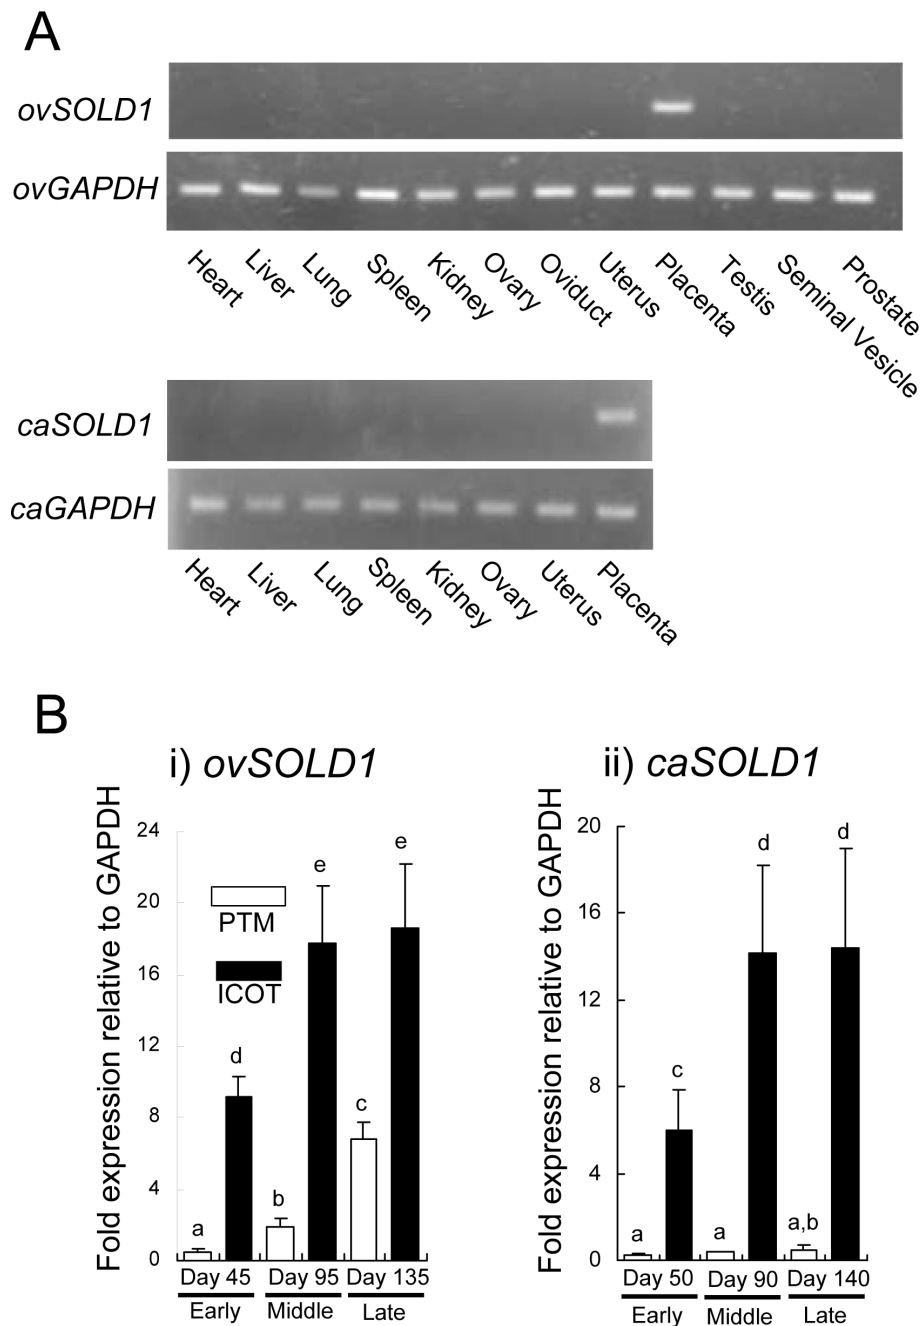 A
ovSOLD1
ovGAPDH
Heart Liver Lung Spleen Kidney Ovary Oviduct Uterus Placenta Testis Seminal Vesicle Prostate
caSOLD1
caGAPDH
Heart Liver Lung Spleen Kidney Ovary Uterus Placenta
B
i) ovSOLD1
Fold expression relative to GAPDH
24
20
16
12
8
4
0
PTM
ICOT
a d b e c e
Day 45 Day 95 Day 135
Early Middle Late
ii) caSOLD1
Fold expression relative to GAPDH
20
16
14
8
4
0
a c a d a,b d
Day 50 Day 90 Day 140
Early Middle Late